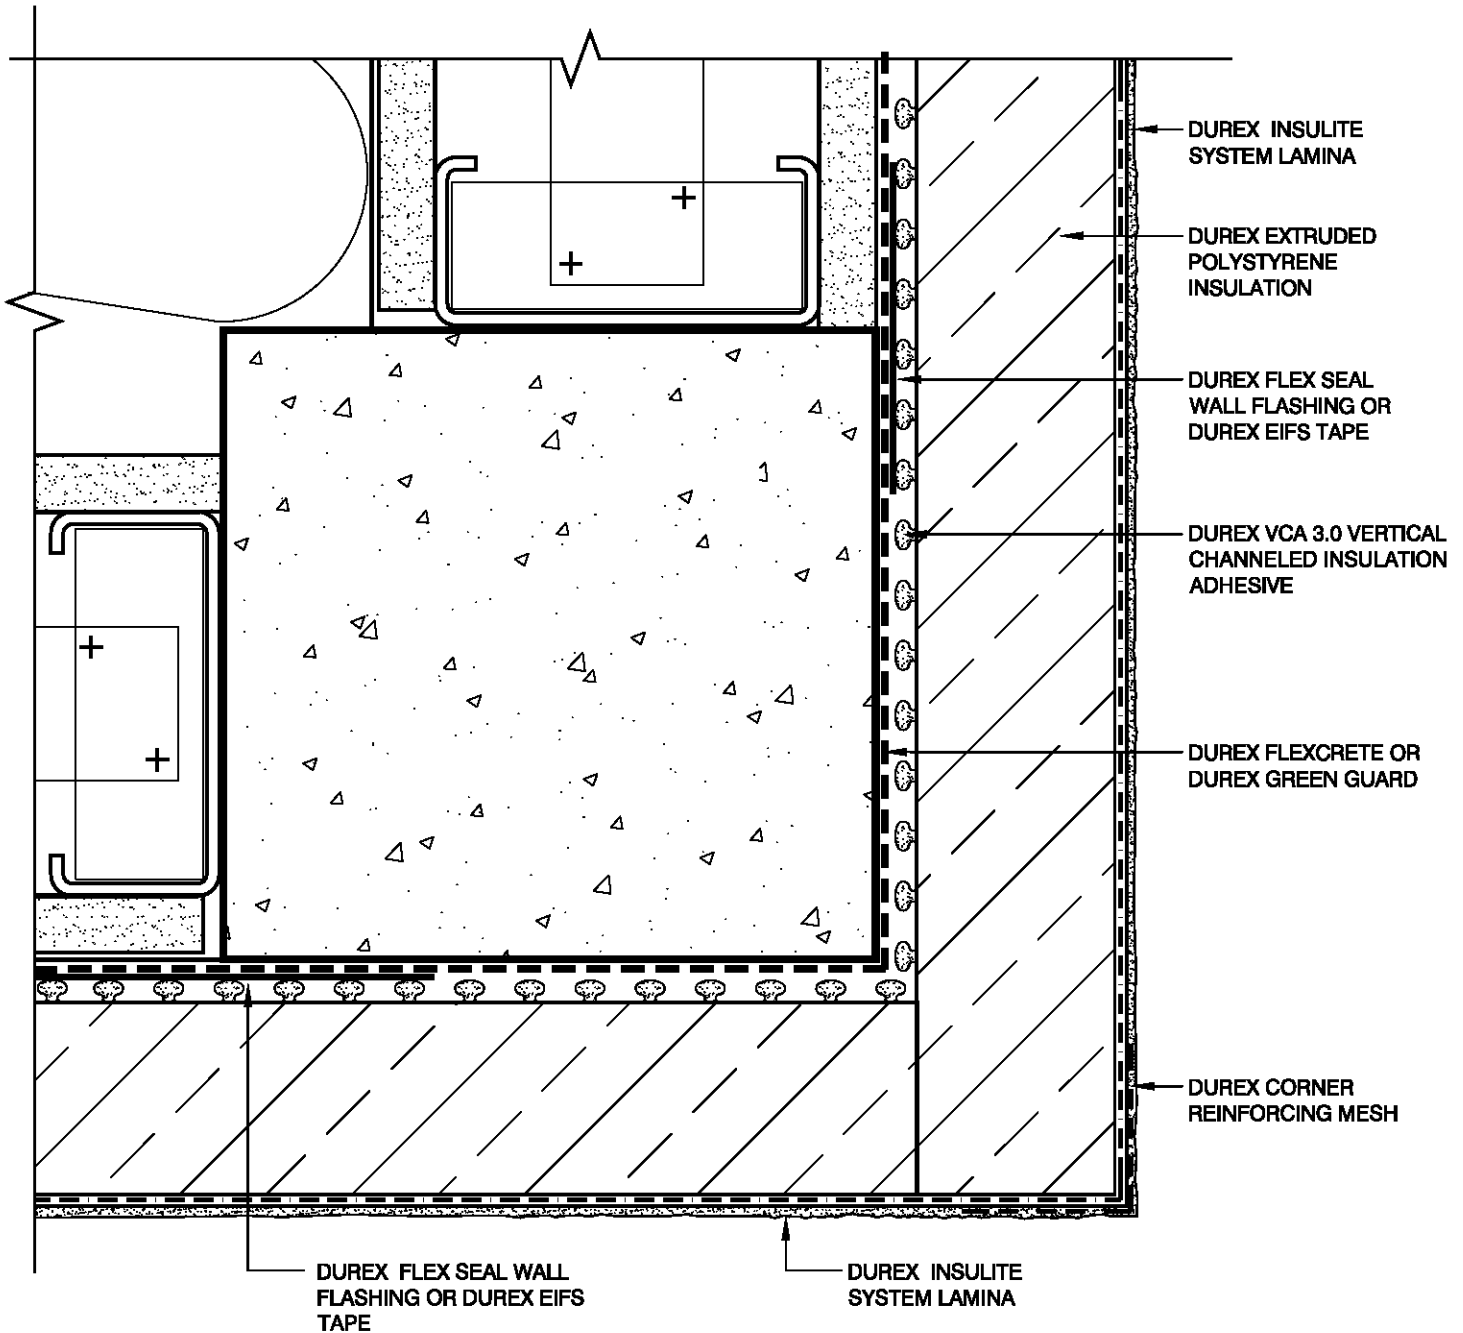 DUREX INSULITE
SYSTEM LAMINA
DUREX EXTRUDED
POLYSTYRENE
INSULATION
DUREX FLEX SEAL
WALL FLASHING OR
DUREX EIFS TAPE
DUREX VCA 3.0 VERTICAL
CHANNELED INSULATION
ADHESIVE
DUREX FLEXCRETE OR
DUREX GREEN GUARD
DUREX CORNER
REINFORCING MESH
DUREX FLEX SEAL WALL
FLASHING OR DUREX EIFS
TAPE
DUREX INSULITE
SYSTEM LAMINA